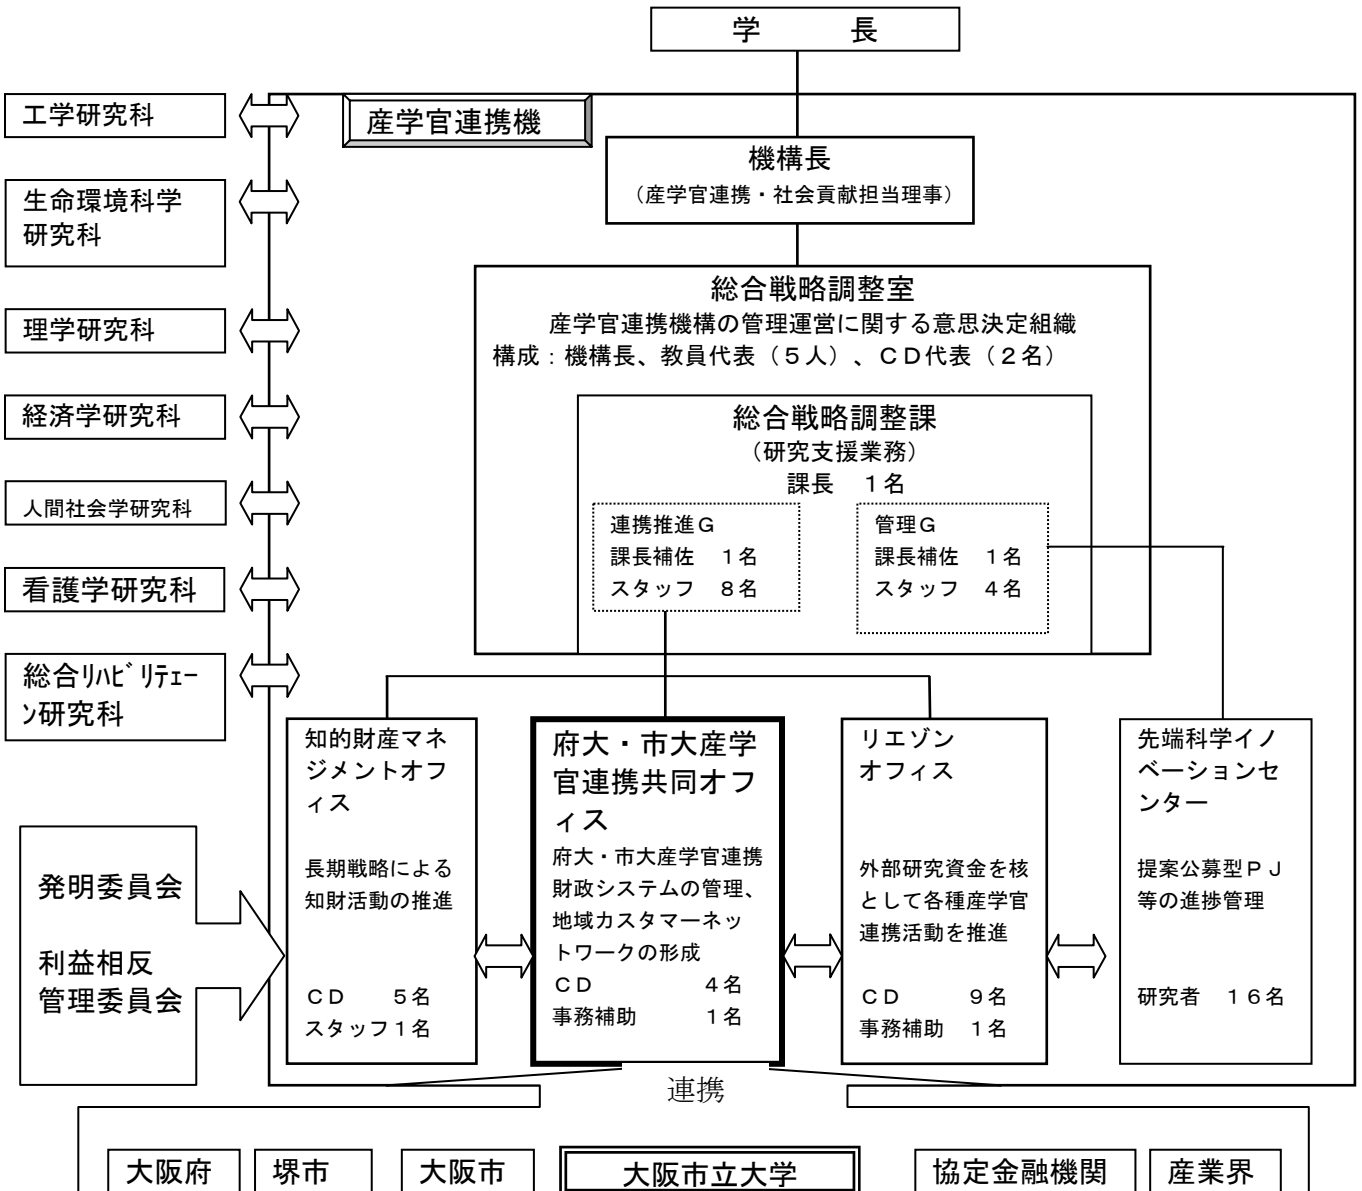 学　　　長
産学官連携機
機構長
（産学官連携・社会貢献担当理事）
工学研究科
生命環境科学
研究科
理学研究科
経済学研究科
人間社会学研究科
看護学研究科
総合ﾘﾊﾋﾞﾘﾃｪｰ
ｼ研究科
総合戦略調整室
産学官連携機構の管理運営に関する意思決定組織
構成：機構長、教員代表（５人）、ＣＤ代表（２名）
総合戦略調整課
（研究支援業務）
課長　１名
連携推進Ｇ
課長補佐　１名
スタッフ　８名
管理Ｇ
課長補佐　１名
スタッフ　４名
発明委員会
利益相反
管理委員会
知的財産マネ
ジメントオフ
ィス
長期戦略による
知財活動の推進
ＣＤ　　５名
スタッフ１名
府大・市大産学
官連携共同オフ
ィス
府大・市大産学官連携
財政システムの管理、
地域カスタマーネッ
トワークの形成
ＣＤ　　　　４名
事務補助　　１名
リエゾン
オフィス
外部研究資金を核
として各種産学官
連携活動を推進
ＣＤ　　　９名
事務補助　１名
先端科学イノ
ベーションセ
ンター
提案公募型ＰＪ
等の進捗管理
研究者　１６名
連携
大阪府
堺市
大阪市
大阪市立大学
協定金融機関
産業界